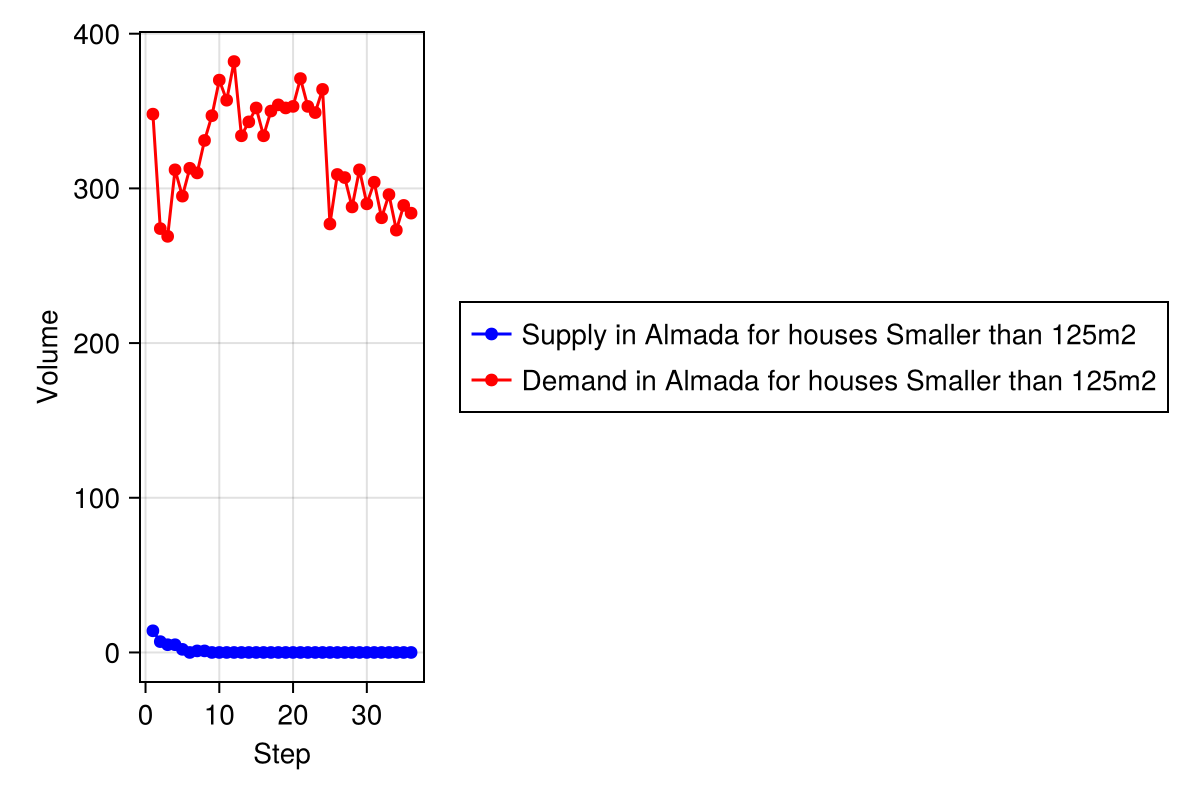 400
300
200
100
0
Volume
0 10 20 30
Step
Supply in Almada for houses Smaller than 125m2
Demand in Almada for houses Smaller than 125m2